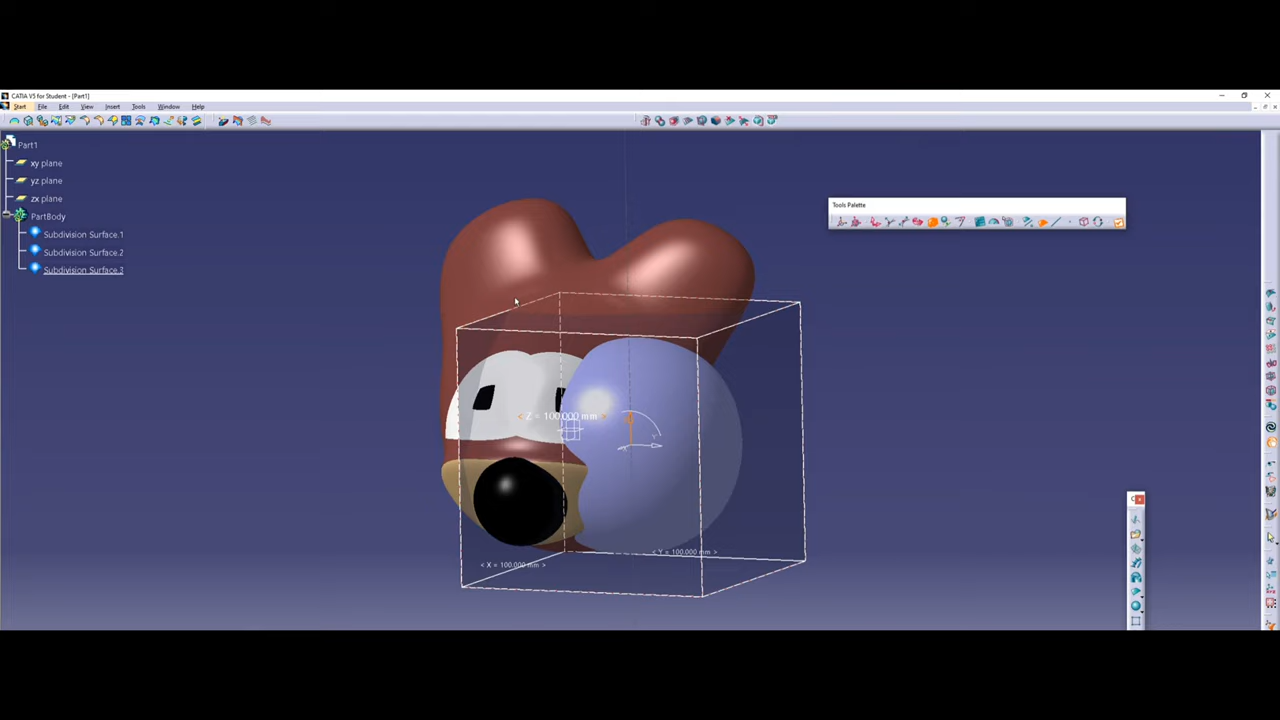 CATIA V5 for Student - [Part1]
Start File Edit View Insert Tools Window Help
Part1
xy plane
yz plane
zx plane
PartBody
Subdivision Surface.1
Subdivision Surface.2
Subdivision Surface.3
Tools Palette
< Z = 100.000 mm >
Y
< Y = 100.000 mm >
< X = 100.000 mm >